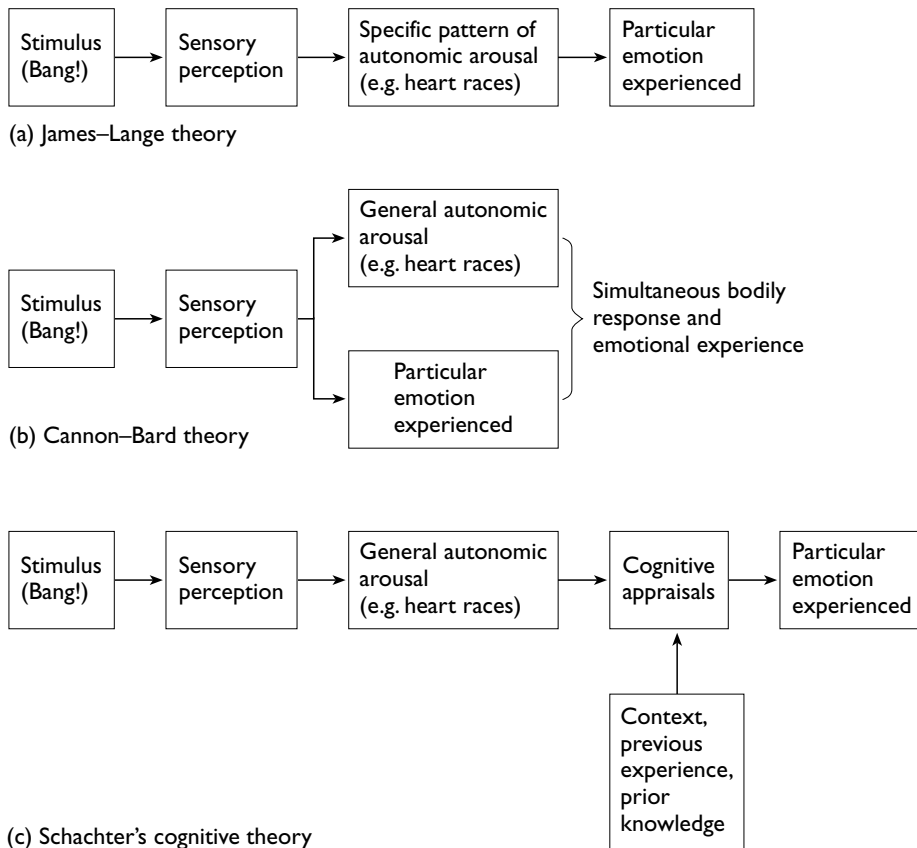 Stimulus
(Bang!)
Sensory
perception
Specific pattern of
autonomic arousal
(e.g. heart races)
Particular
emotion
experienced
(a) James–Lange theory
General autonomic
arousal
(e.g. heart races)
Stimulus
(Bang!)
Sensory
perception
Simultaneous bodily
response and
emotional experience
Particular
emotion
experienced
(b) Cannon–Bard theory
Stimulus
(Bang!)
Sensory
perception
General autonomic
arousal
(e.g. heart races)
Cognitive
appraisals
Particular
emotion
experienced
Context,
previous
experience,
prior
knowledge
(c) Schachter's cognitive theory